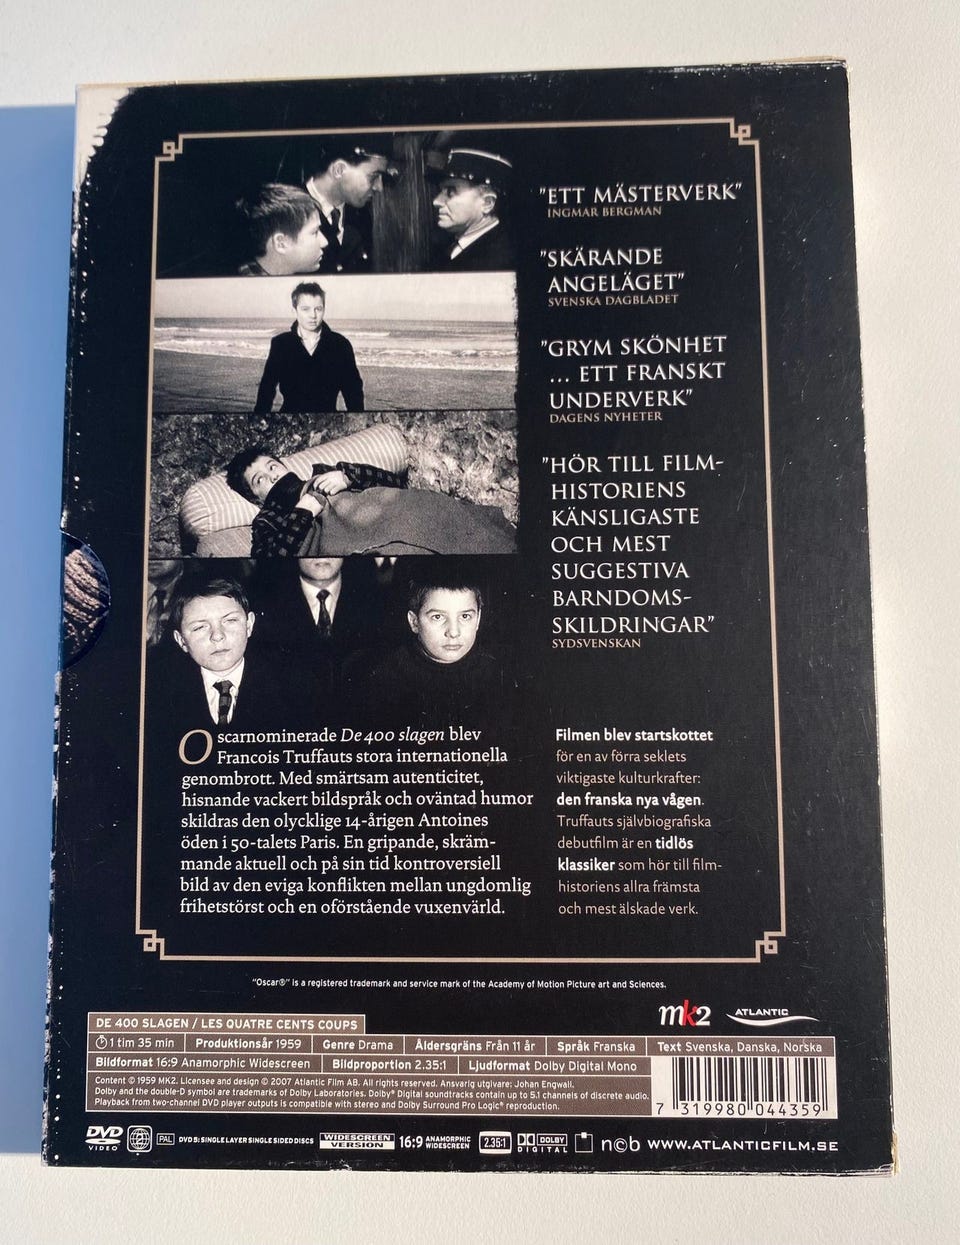 "ETT MÄSTERVERK"
INGMAR BERGMAN
"SKÄRANDE
ANGELÄGET"
SVENSKA DAGBLADET
"GRYM SKÖNHET
... ETT FRANSKT
UNDERVERK"
DAGENS NYHETER
"HÖR TILL FILM-
HISTORIENS
KÄNSLIGASTE
OCH MEST
SUGGESTIVA
BARNDOMS-
SKILDRINGAR"
SYDSVENSKAN
Oscarnominerade De 400 slagen blev
Francois Truffauts stora internationella
genombrott. Med smärtsam autenticitet,
hisnande vackert bildspråk och oväntad humor
skildras den olycklige 14-årigen Antoines
öden i 50-talets Paris. En gripande, skräm-
mande aktuell och på sin tid kontroversiell
bild av den eviga konflikten mellan ungdomlig
frihetstörst och en oförstående vuxenvärld.
Filmen blev startskottet
för en av förra seklets
viktigaste kulturkrafter:
den franska nya vågen.
Truffauts självbiografiska
debutfilm är en tidlös
klassiker som hör till film-
historiens allra främsta
och mest älskade verk.
"Oscar®" is a registered trademark and service mark of the Academy of Motion Picture art and Sciences.
mk2 ATLANTIC
DE 400 SLAGEN / LES QUATRE CENTS COUPS
1 tim 35 min Produktionsår 1959 Genre Drama Åldersgräns Från 11 år Språk Franska Text Svenska, Danska, Norska
Bildformat 16:9 Anamorphic Widescreen Bildproportion 2.35:1 Ljudformat Dolby Digital Mono
Content © 1959 MK2. Licensee and design © 2007 Atlantic Film AB. All rights reserved. Ansvarig utgivare: Johan Engwall.
Dolby and the double-D symbol are trademarks of Dolby Laboratories. Dolby® Digital soundtracks contain up to 5.1 channels of discrete audio.
Playback from two-channel DVD player outputs is compatible with stereo and Dolby Surround Pro Logic® reproduction.
7 319980 044359
DVD VIDEO 2 PAL DVD 5: SINGLE LAYER SINGLE SIDED DISCS WIDESCREEN VERSION 16:9 ANAMORPHIC WIDESCREEN 2.35:1 DOLBY DIGITAL ncb WWW.ATLANTICFILM.SE